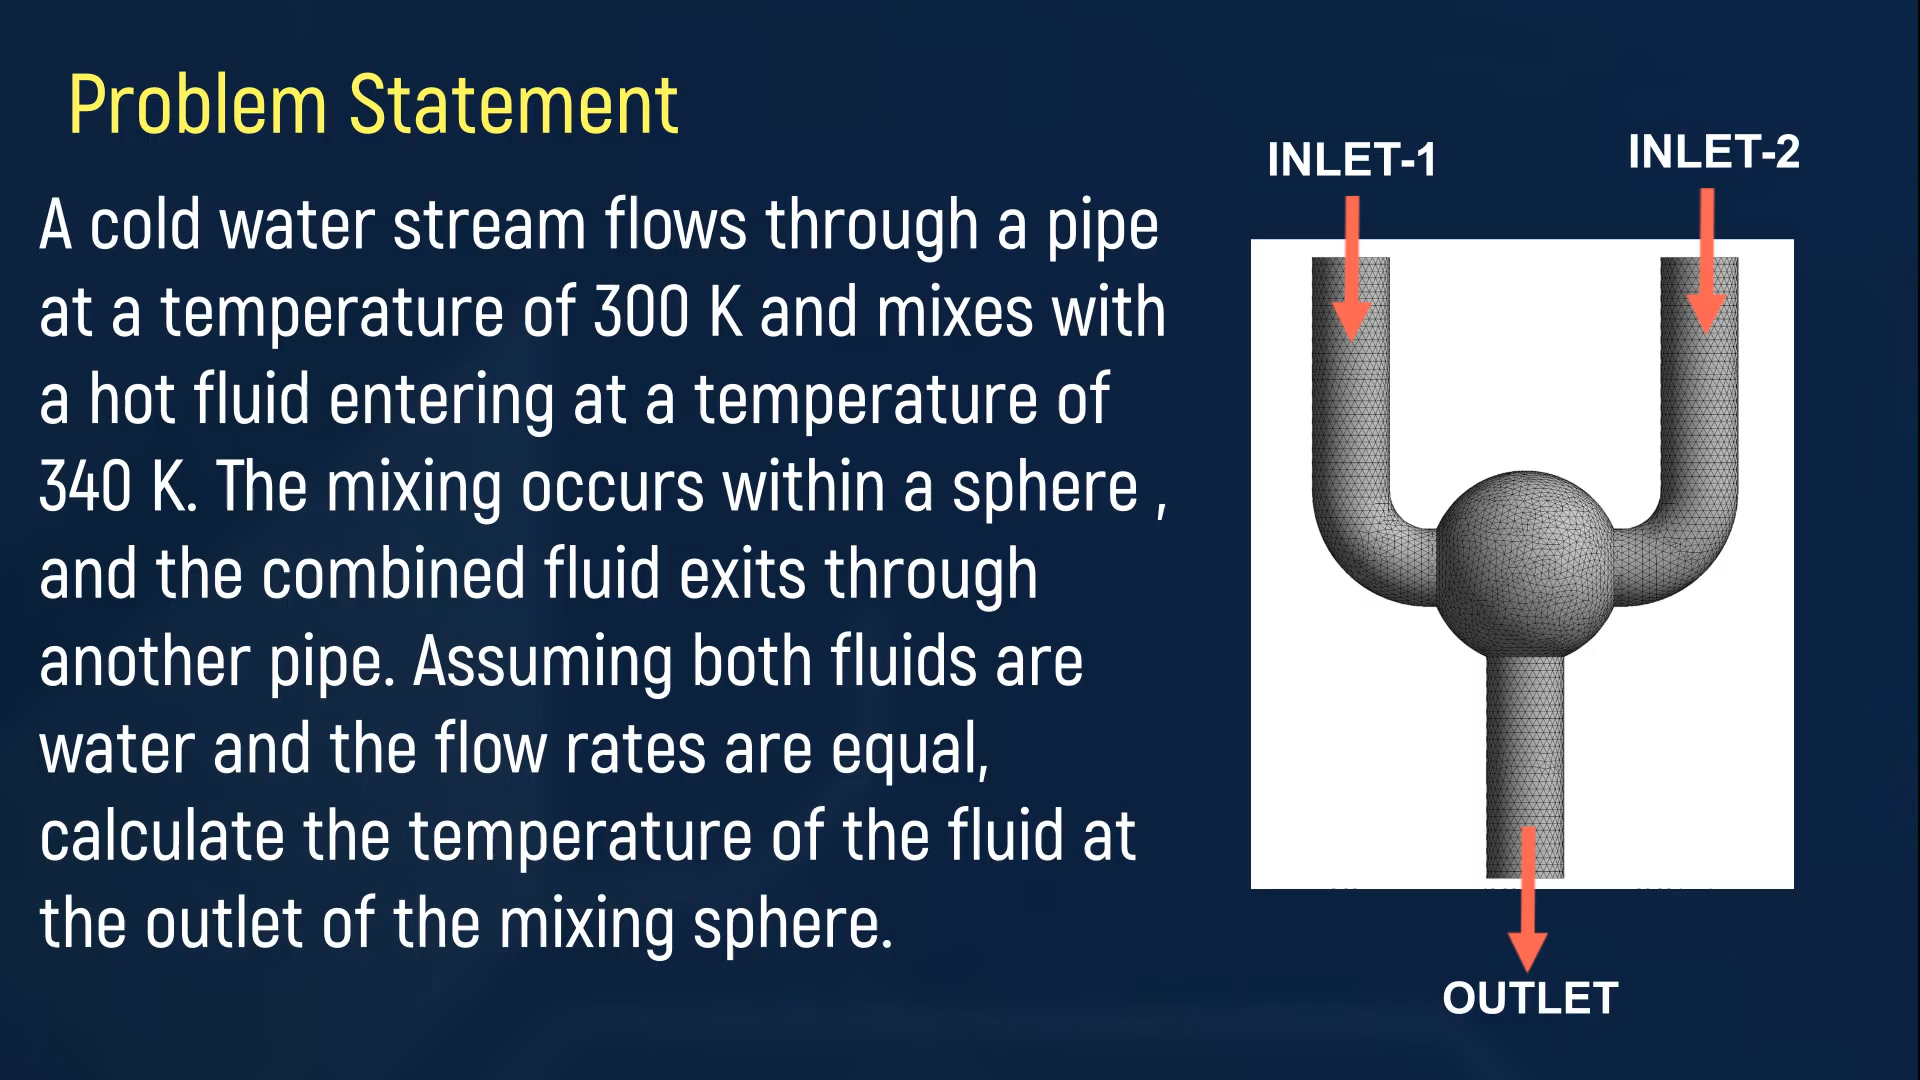 Problem Statement
A cold water stream flows through a pipe
at a temperature of 300 K and mixes with
a hot fluid entering at a temperature of
340 K. The mixing occurs within a sphere ,
and the combined fluid exits through
another pipe. Assuming both fluids are
water and the flow rates are equal,
calculate the temperature of the fluid at
the outlet of the mixing sphere.
INLET-1
INLET-2
OUTLET